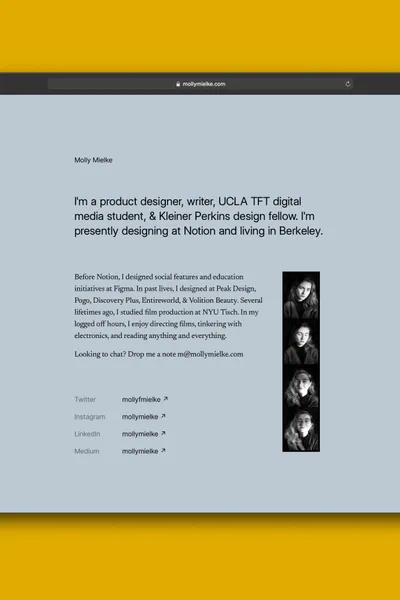 mollymielke.com
Molly Mielke
I'm a product designer, writer, UCLA TFT digital
media student, & Kleiner Perkins design fellow. I'm
presently designing at Notion and living in Berkeley.
Before Notion, I designed social features and education
initiatives at Figma. In past lives, I designed at Peak Design,
Pogo, Discovery Plus, Entireworld, & Volition Beauty. Several
lifetimes ago, I studied film production at NYU Tisch. In my
logged off hours, I enjoy directing films, tinkering with
electronics, and reading anything and everything.
Looking to chat? Drop me a note m@mollymielke.com
Twitter mollyfmielke ↗
Instagram mollymielke ↗
LinkedIn mollymielke ↗
Medium mollymielke ↗